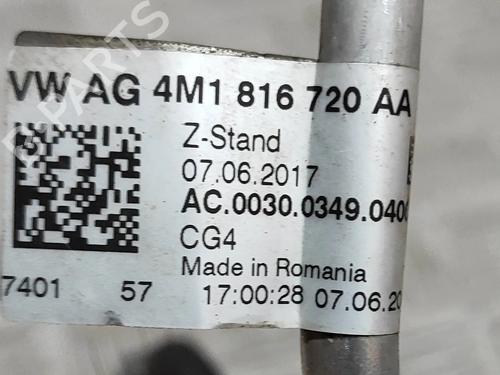 VW AG 4M1 816 720 AA
Z-Stand
07.06.2017
AC.0030.0349.0400
CG4
Made in Romania
7401 57 17:00:28 07.06.20